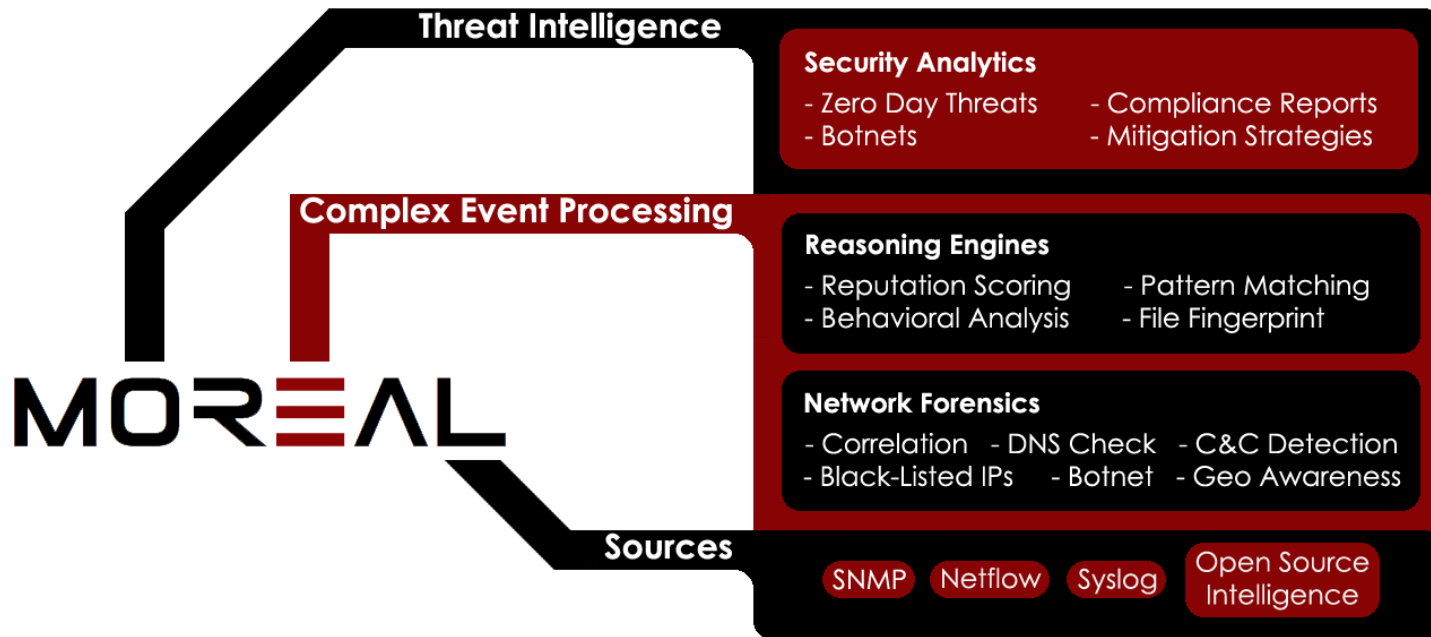 Threat Intelligence
Security Analytics
- Zero Day Threats - Compliance Reports
- Botnets - Mitigation Strategies
Complex Event Processing
Reasoning Engines
- Reputation Scoring - Pattern Matching
- Behavioral Analysis - File Fingerprint
MOREAL
Network Forensics
- Correlation - DNS Check - C&C Detection
- Black-Listed IPs - Botnet - Geo Awareness
Sources
SNMP Netflow Syslog Open Source
Intelligence